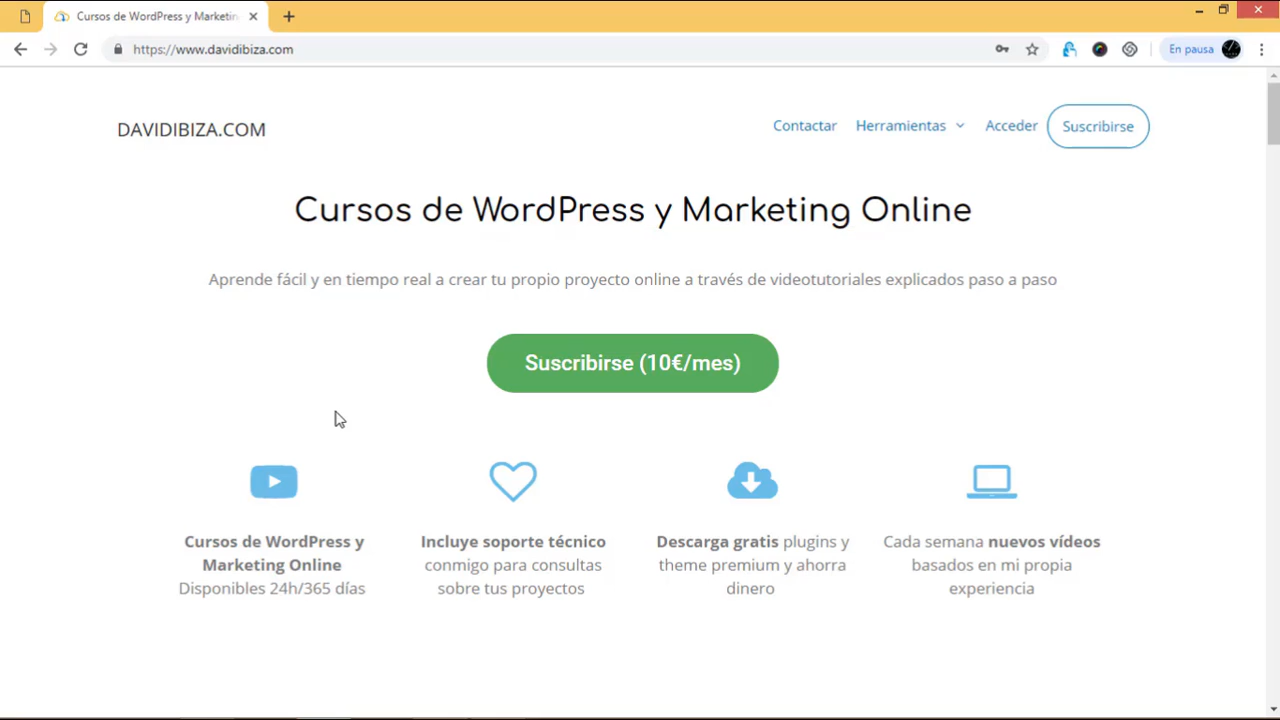 Cursos de WordPress y Marketin
https://www.davidibiza.com
En pausa
DAVIDIBIZA.COM
Contactar Herramientas Acceder Suscribirse
Cursos de WordPress y Marketing Online
Aprende fácil y en tiempo real a crear tu propio proyecto online a través de videotutoriales explicados paso a paso
Suscribirse (10€/mes)
Cursos de WordPress y
Marketing Online
Disponibles 24h/365 días
Incluye soporte técnico
conmigo para consultas
sobre tus proyectos
Descarga gratis plugins y
theme premium y ahorra
dinero
Cada semana nuevos vídeos
basados en mi propia
experiencia